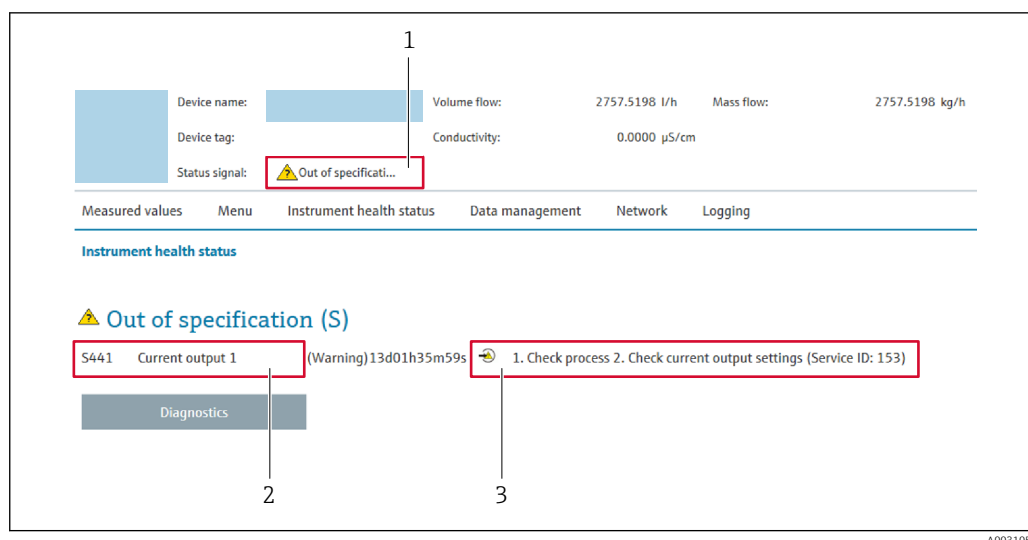 1
Device name: Volume flow: 2757.5198 l/h Mass flow: 2757.5198 kg/h
Device tag: Conductivity: 0.0000 µS/cm
Status signal: Out of specificati...
Measured values Menu Instrument health status Data management Network Logging
Instrument health status
Out of specification (S)
S441 Current output 1 (Warning)13d01h35m59s 1. Check process 2. Check current output settings (Service ID: 153)
Diagnostics
2 3